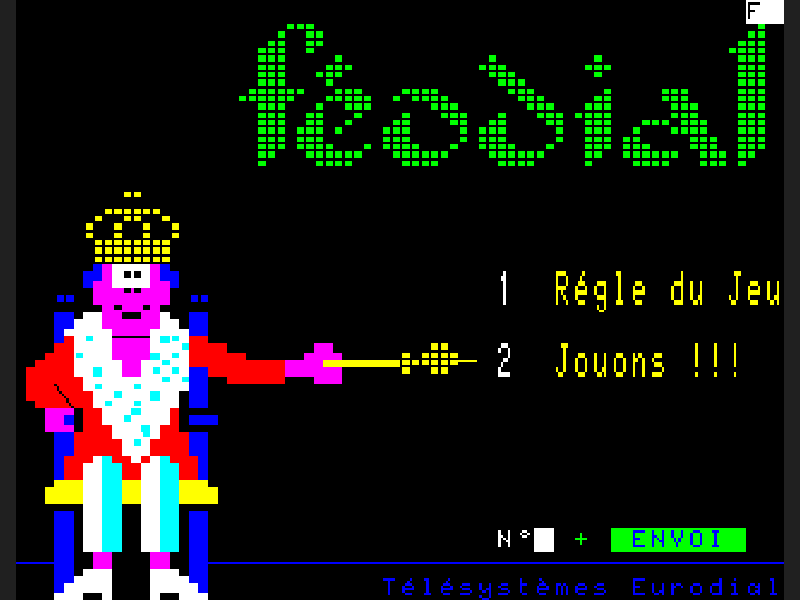 F
féodial
1 Régle du Jeu
2 Jouons !!!
N° + ENVOI
Télésystèmes Eurodial